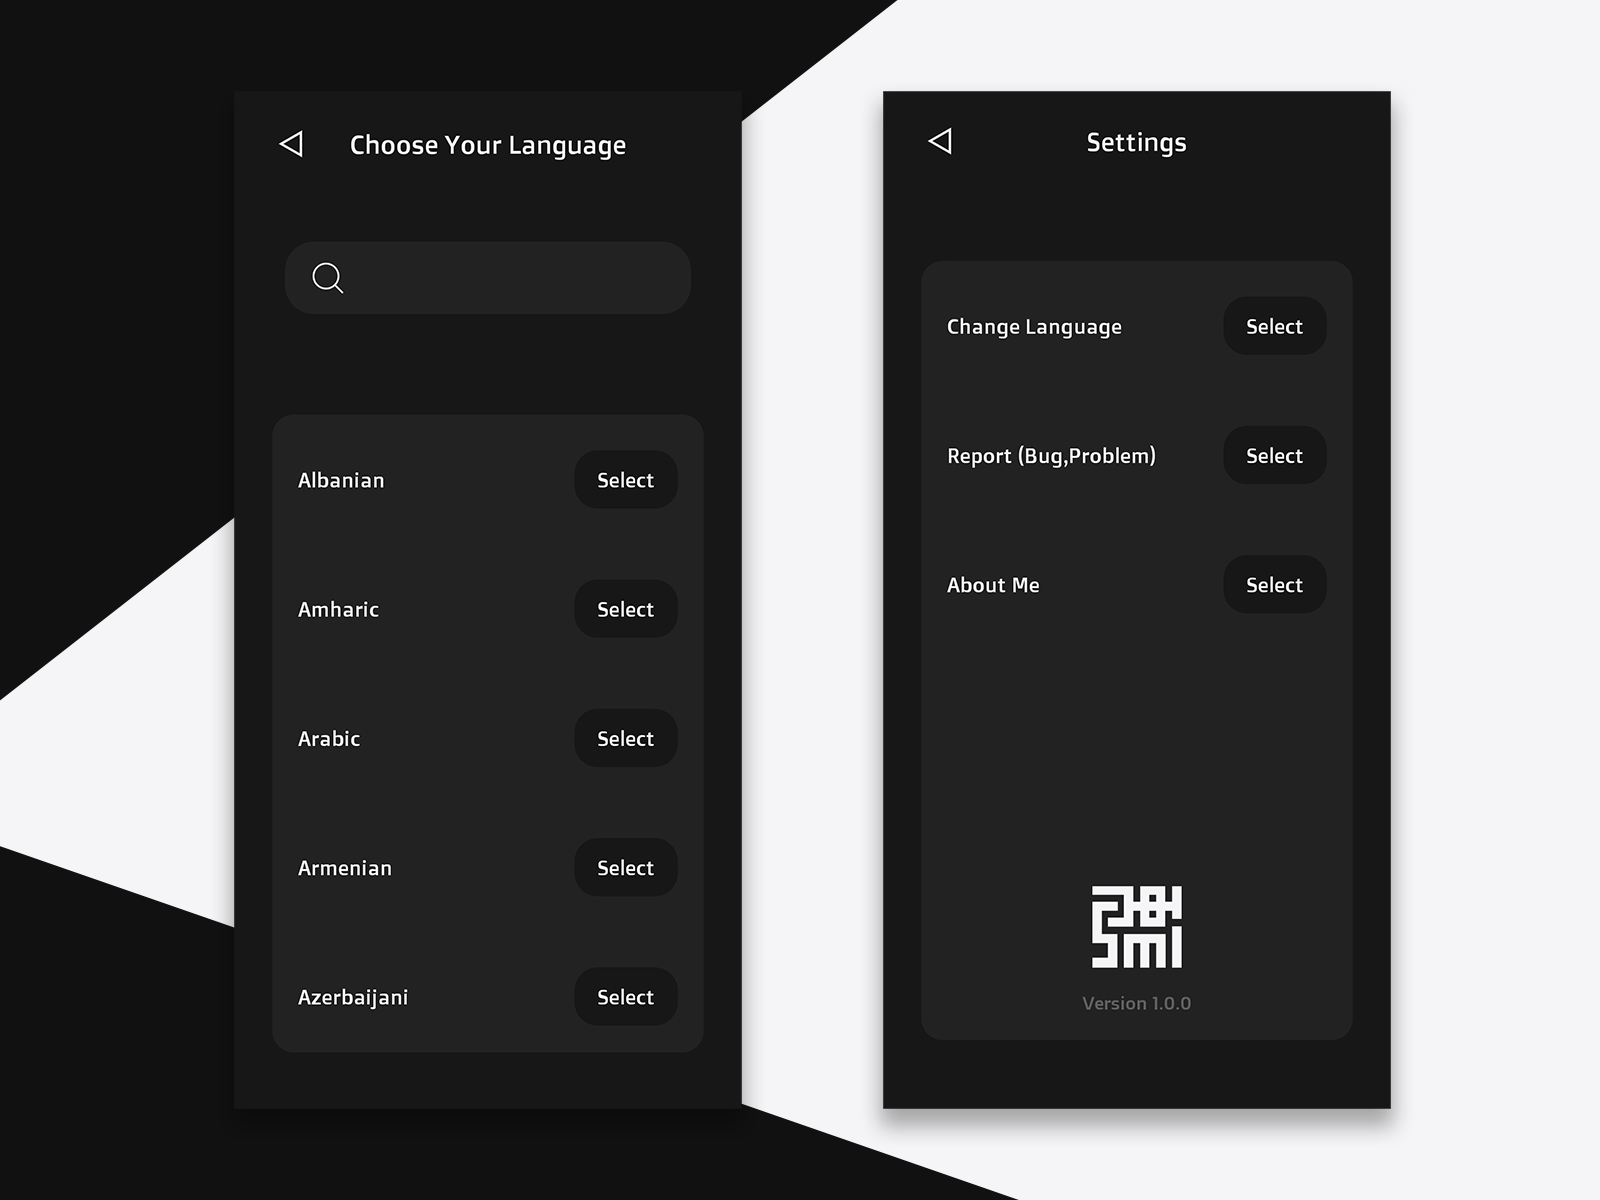 Choose Your Language
Albanian Select
Amharic Select
Arabic Select
Armenian Select
Azerbaijani Select
Settings
Change Language Select
Report (Bug,Problem) Select
About Me Select
Version 1.0.0